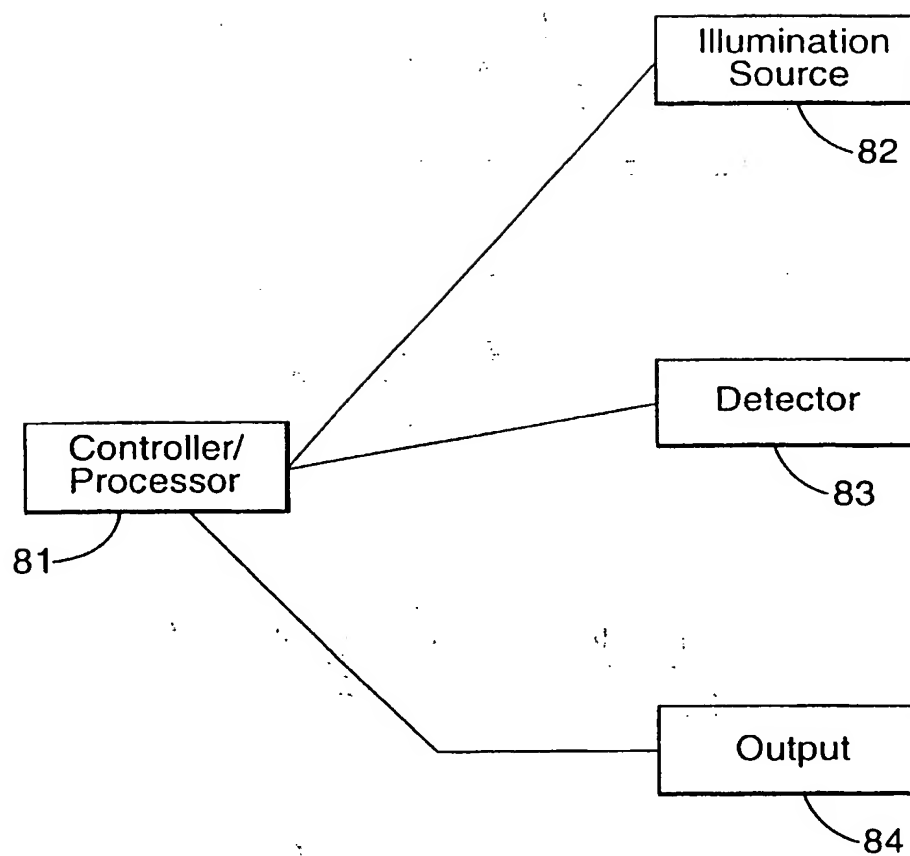 Illumination
Source
82
Detector
83
Controller/
Processor
81
Output
84